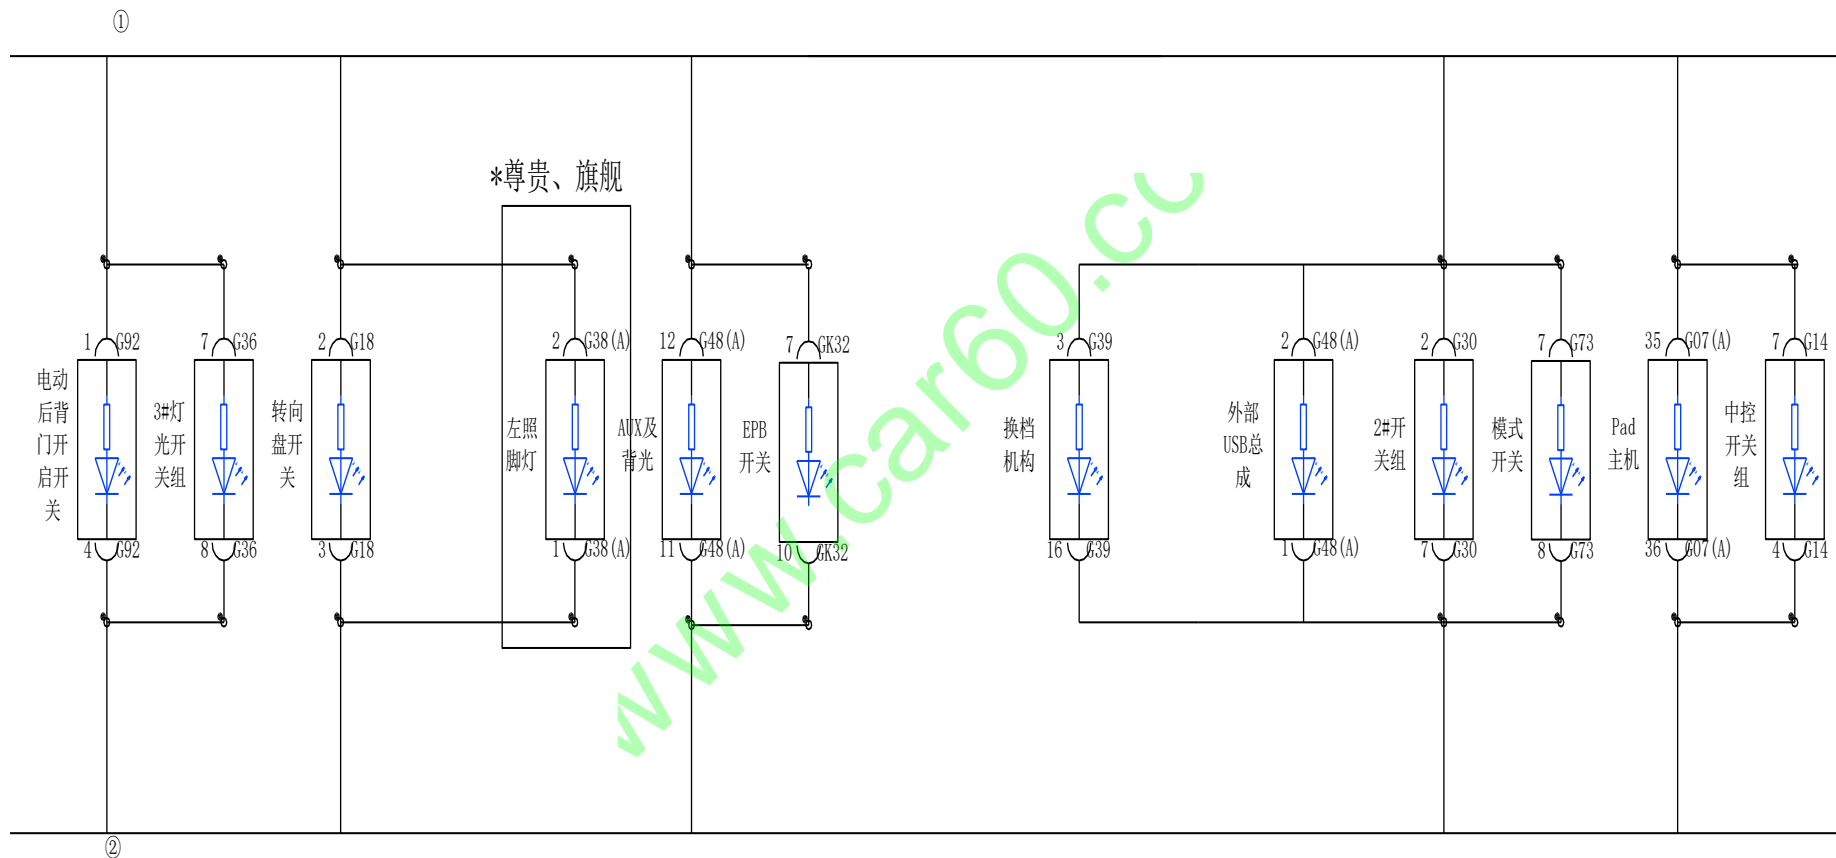 ①
*尊贵、旗舰
1 G92
7 G36
2 G18
2 G38(A)
12 G48(A)
7 GK32
3 G39
2 G48(A)
2 G30
7 G73
35 G07(A)
7 G14
电动
后背
门开
启开
关
3#灯
光开
关组
转向
盘开
关
左照
脚灯
AUX及
背光
EPB
开关
换档
机构
外部
USB总
成
2#开
关组
模式
开关
Pad
主机
中控
开关
组
4 G92
8 G36
3 G18
1 G38(A)
11 G48(A)
10 GK32
16 G39
1 G48(A)
7 G30
8 G73
36 G07(A)
4 G14
②
www.car60.co